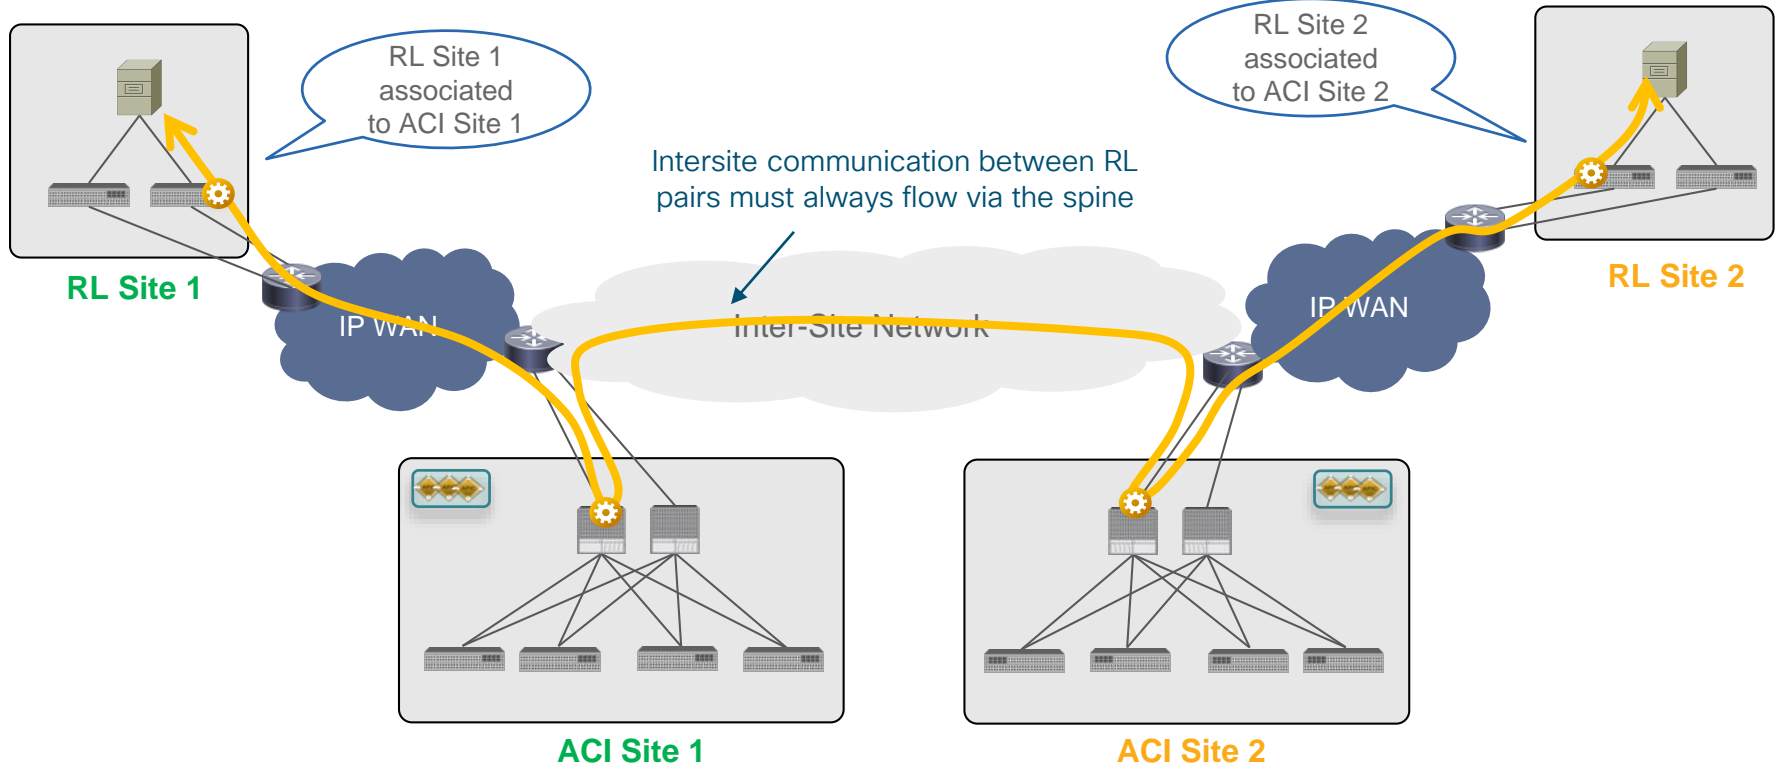 RL Site 1
associated
to ACI Site 1
RL Site 2
associated
to ACI Site 2
Intersite communication between RL
pairs must always flow via the spine
RL Site 1
RL Site 2
IP WAN
Inter-Site Network
IP WAN
ACI Site 1
ACI Site 2